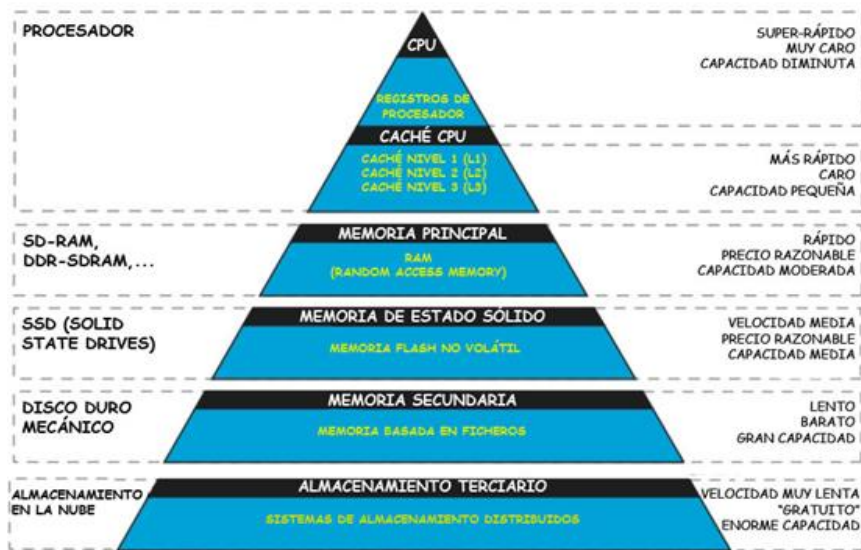 PROCESADOR
CPU
SUPER-RÁPIDO
MUY CARO
CAPACIDAD DIMINUTA
REGISTROS DE
PROCESADOR
CACHÉ CPU
CACHÉ NIVEL 1 (L1)
CACHÉ NIVEL 2 (L2)
CACHÉ NIVEL 3 (L3)
MÁS RÁPIDO
CARO
CAPACIDAD PEQUEÑA
SD-RAM,
DDR-SDRAM,...
MEMORIA PRINCIPAL
RAM
(RANDOM ACCESS MEMORY)
RÁPIDO
PRECIO RAZONABLE
CAPACIDAD MODERADA
SSD (SOLID
STATE DRIVES)
MEMORIA DE ESTADO SÓLIDO
MEMORIA FLASH NO VOLÁTIL
VELOCIDAD MEDIA
PRECIO RAZONABLE
CAPACIDAD MEDIA
DISCO DURO
MECÁNICO
MEMORIA SECUNDARIA
MEMORIA BASADA EN FICHEROS
LENTO
BARATO
GRAN CAPACIDAD
ALMACENAMIENTO
EN LA NUBE
ALMACENAMIENTO TERCIARIO
SISTEMAS DE ALMACENAMIENTO DISTRIBUIDOS
VELOCIDAD MUY LENTA
"GRATUITO"
ENORME CAPACIDAD